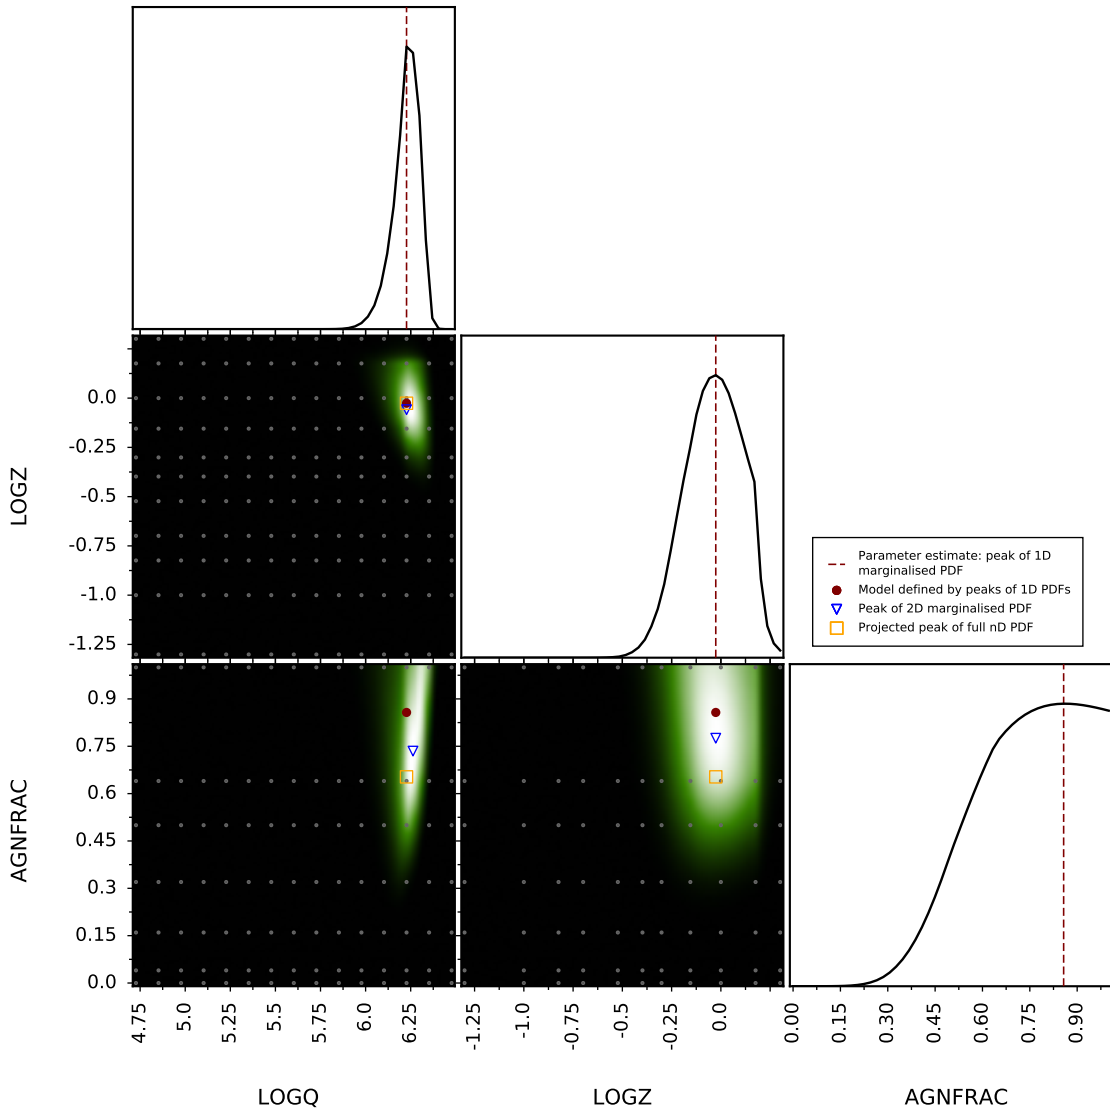 0.0
-0.25
LOGZ
-0.5
-0.75
-1.0
-1.25
Parameter estimate: peak of 1D
marginalised PDF
Model defined by peaks of 1D PDFs
Peak of 2D marginalised PDF
Projected peak of full nD PDF
0.9
0.75
0.6
AGNFRAC
0.45
0.3
0.15
0.0
4.75 5.0 5.25 5.5 5.75 6.0 6.25 -1.25 -1.0 -0.75 -0.5 -0.25 0.0 0.00 0.15 0.30 0.45 0.60 0.75 0.90
LOGQ LOGZ AGNFRAC